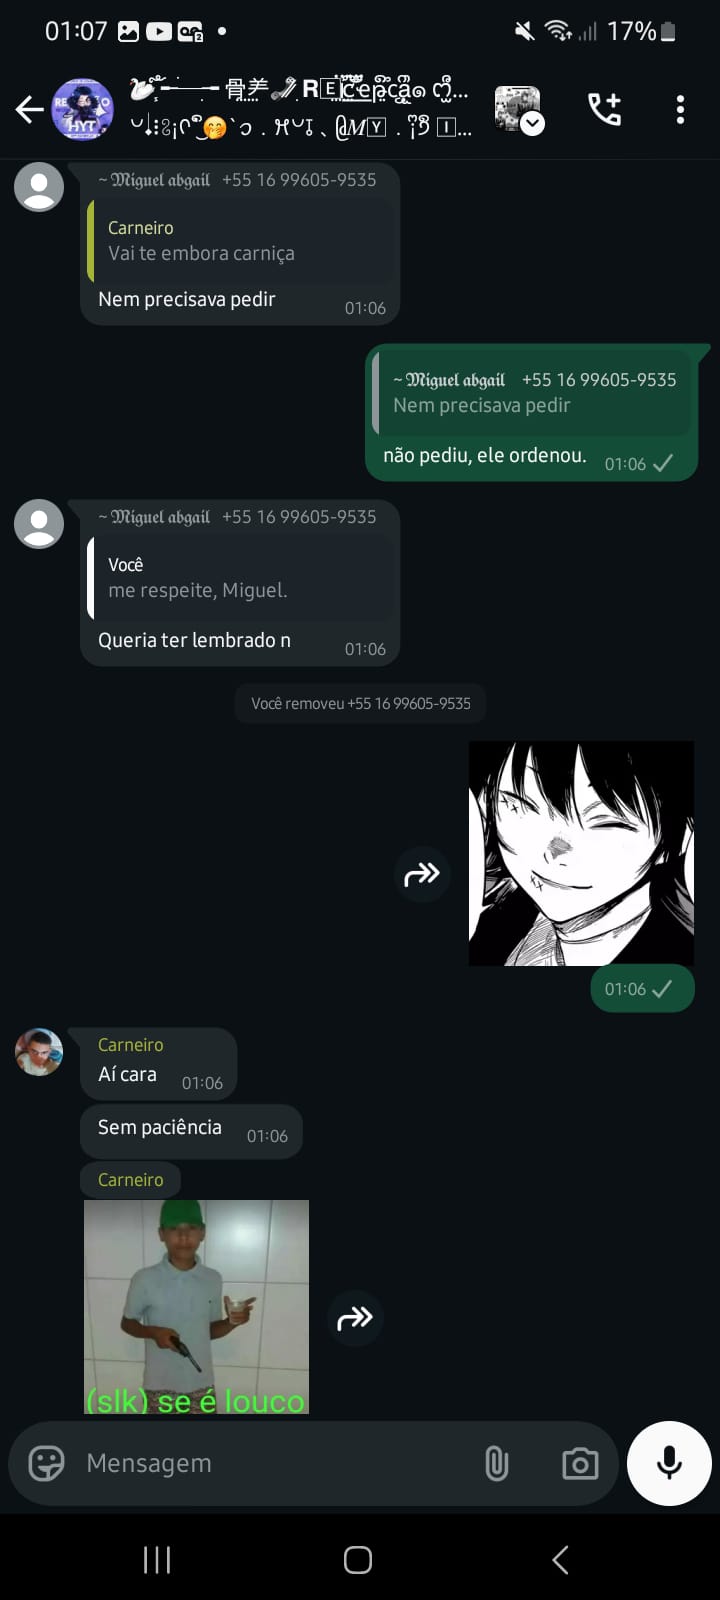 01:07
17%
~ Miguel abgail +55 16 99605-9535
Carneiro
Vai te embora carniça
Nem precisava pedir
01:06
~ Miguel abgail +55 16 99605-9535
Nem precisava pedir
não pediu, ele ordenou.
01:06
~ Miguel abgail +55 16 99605-9535
Você
me respeite, Miguel.
Queria ter lembrado n
01:06
Você removeu +55 16 99605-9535
01:06
Carneiro
Aí cara
01:06
Sem paciência
01:06
Carneiro
(slk) se é louco
Mensagem